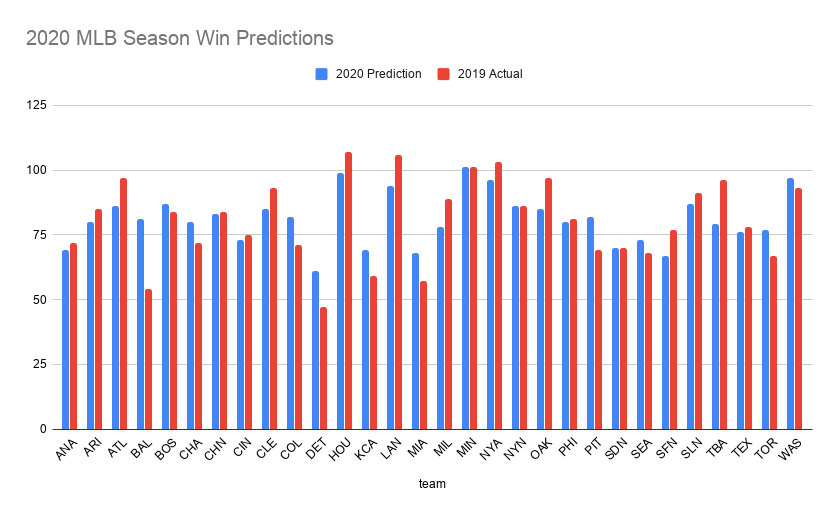 2020 MLB Season Win Predictions
2020 Prediction 2019 Actual
125
100
75
50
25
0
ANA ARI ATL BAL BOS CHA CHN CIN CLE COL DET HOU KCA LAN MIA MIL MIN NYA NYN OAK PHI PIT SDN SEA SFN SLN TBA TEX TOR WAS
team